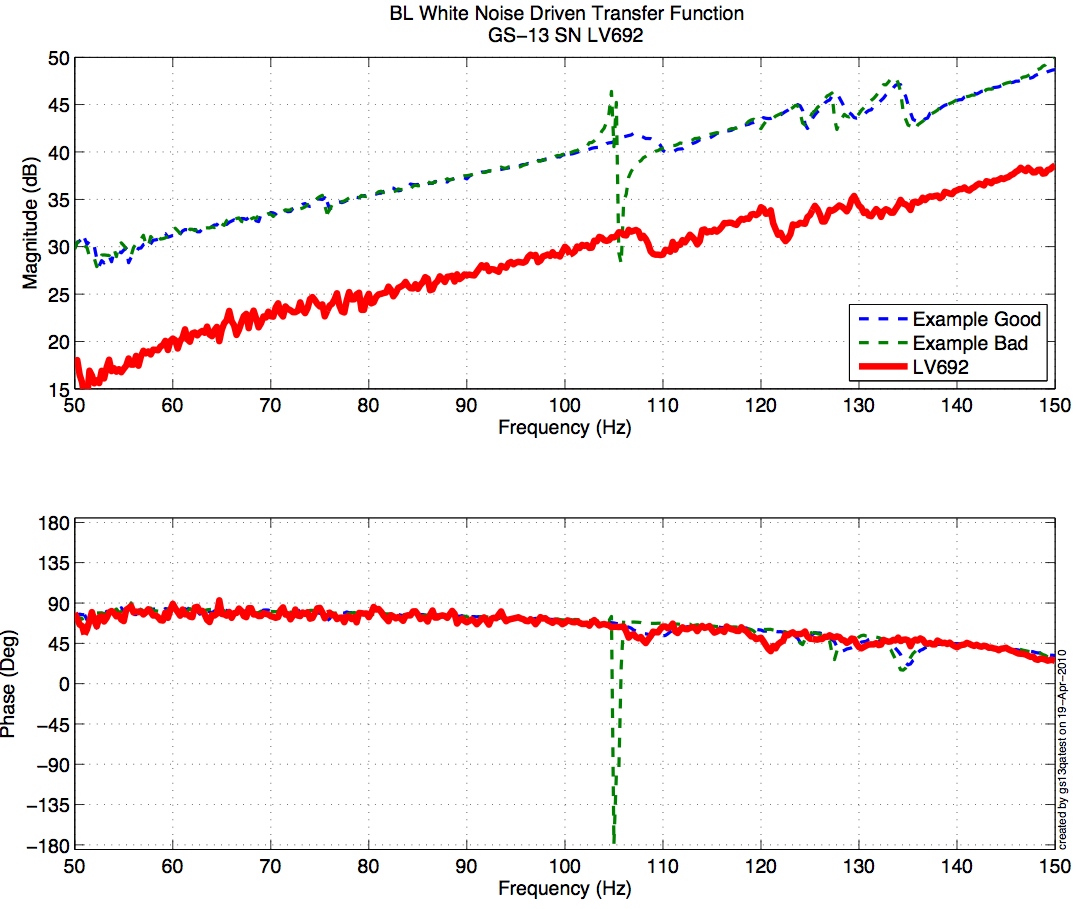 BL White Noise Driven Transfer Function
GS−13 SN LV692
50
45
40
35
30
25
20
15
Magnitude (dB)
Example Good
Example Bad
LV692
50 60 70 80 90 100 110 120 130 140 150
Frequency (Hz)
180
135
90
45
0
−45
−90
−135
−180
Phase (Deg)
created by gs13qatest on 19−Apr−2010
50 60 70 80 90 100 110 120 130 140 150
Frequency (Hz)